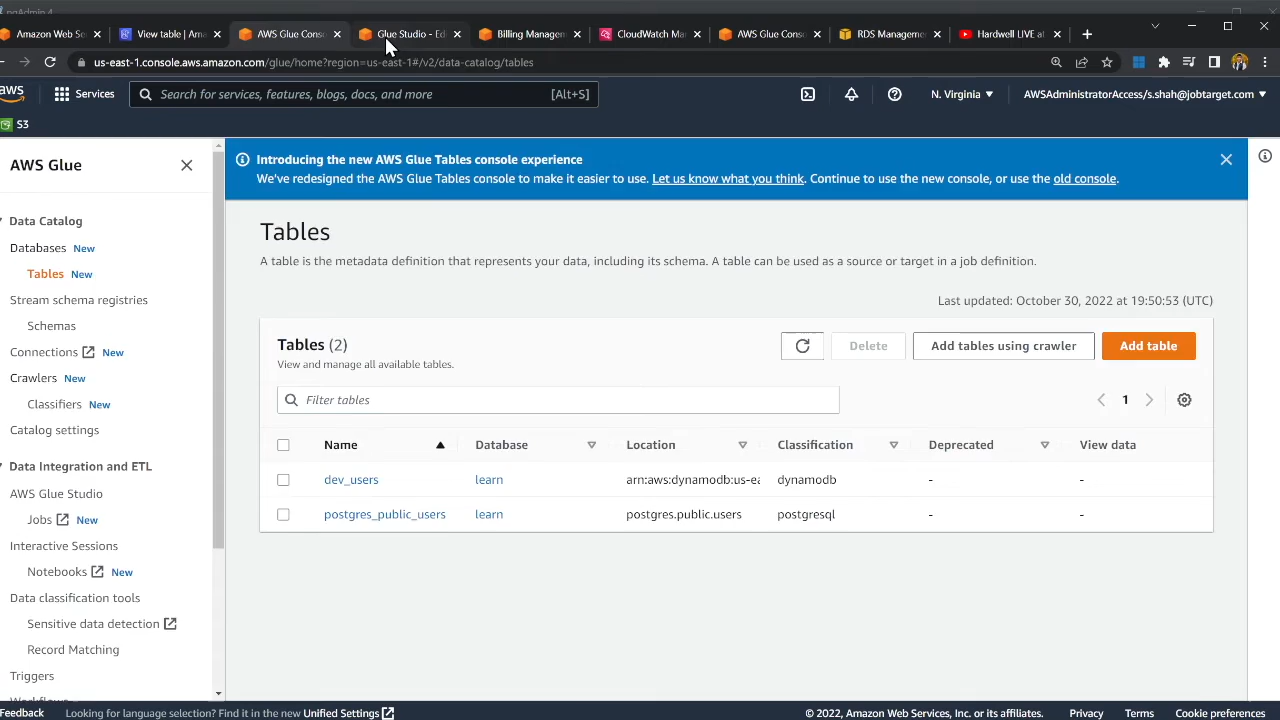 ngAdmin 4
Amazon Web Se
View table | Amaz
AWS Glue Conso
Glue Studio - Edi
Billing Managem
CloudWatch Man
AWS Glue Conso
RDS Managemen
Hardwell LIVE at
us-east-1.console.aws.amazon.com/glue/home?region=us-east-1#/v2/data-catalog/tables
aws
Services
Search for services, features, blogs, docs, and more
[Alt+S]
N. Virginia
AWSAdministratorAccess/s.shah@jobtarget.com
S3
AWS Glue
Introducing the new AWS Glue Tables console experience
We've redesigned the AWS Glue Tables console to make it easier to use. Let us know what you think. Continue to use the new console, or use the old console.
Data Catalog
Databases New
Tables New
Stream schema registries
Schemas
Connections New
Crawlers New
Classifiers New
Catalog settings
Data Integration and ETL
AWS Glue Studio
Jobs New
Interactive Sessions
Notebooks New
Data classification tools
Sensitive data detection
Record Matching
Triggers
Workflows
Tables
A table is the metadata definition that represents your data, including its schema. A table can be used as a source or target in a job definition.
Last updated: October 30, 2022 at 19:50:53 (UTC)
Tables (2)
View and manage all available tables.
Delete
Add tables using crawler
Add table
Filter tables
1
Name Database Location Classification Deprecated View data
dev_users learn arn:aws:dynamodb:us-ea dynamodb - -
postgres_public_users learn postgres.public.users postgresql - -
Feedback
Looking for language selection? Find it in the new Unified Settings
© 2022, Amazon Web Services, Inc. or its affiliates.
Privacy
Terms
Cookie preferences